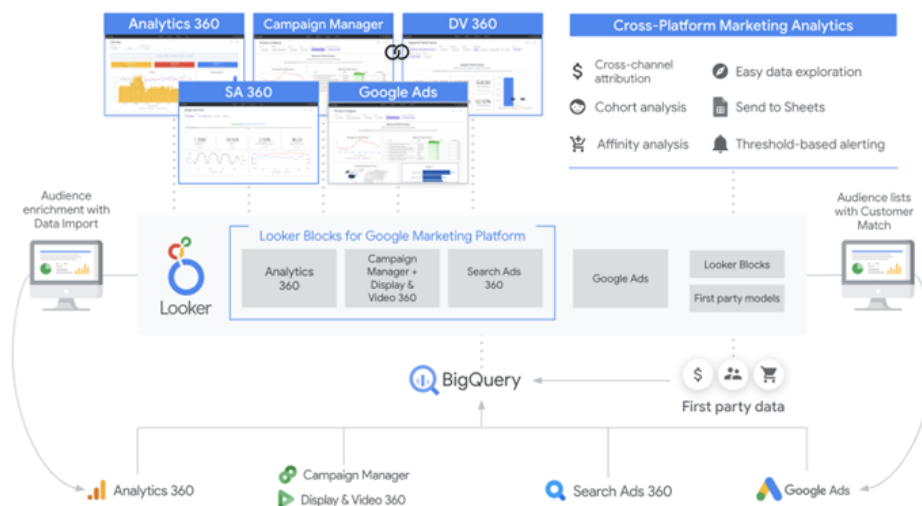 Analytics 360
Campaign Manager
DV 360
SA 360
Google Ads
Cross-Platform Marketing Analytics
Cross-channel
attribution
Easy data exploration
Cohort analysis
Send to Sheets
Affinity analysis
Threshold-based alerting
Audience
enrichment with
Data Import
Audience lists
with Customer
Match
Looker
Looker Blocks for Google Marketing Platform
Analytics
360
Campaign
Manager +
Display &
Video 360
Search Ads
360
Google Ads
Looker Blocks
First party models
BigQuery
First party data
Analytics 360
Campaign Manager
Display & Video 360
Search Ads 360
Google Ads